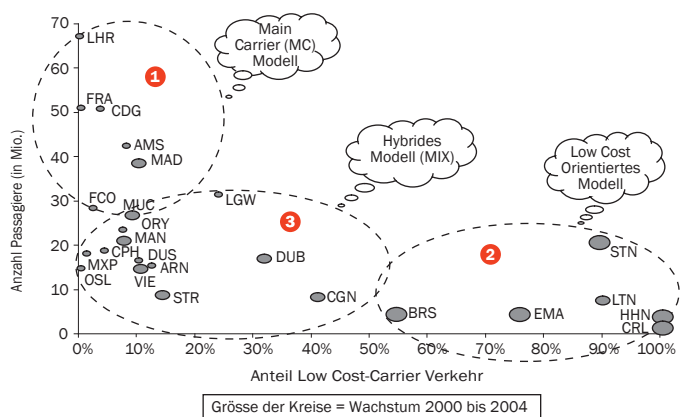 70
60
50
40
30
20
10
0
Anzahl Passagiere (in Mio.)
LHR
FRA
CDG
AMS
MAD
FCO
MUC
LGW
ORY
MAN
CPH
DUS
MXP
ARN
OSL
VIE
STR
DUB
CGN
BRS
EMA
STN
LTN
HHN
CRL
1
2
3
Main
Carrier (MC)
Modell
Hybrides
Modell (MIX)
Low Cost
Orientiertes
Modell
0%
10%
20%
30%
40%
50%
60%
70%
80%
90%
100%
Anteil Low Cost-Carrier Verkehr
Grösse der Kreise = Wachstum 2000 bis 2004